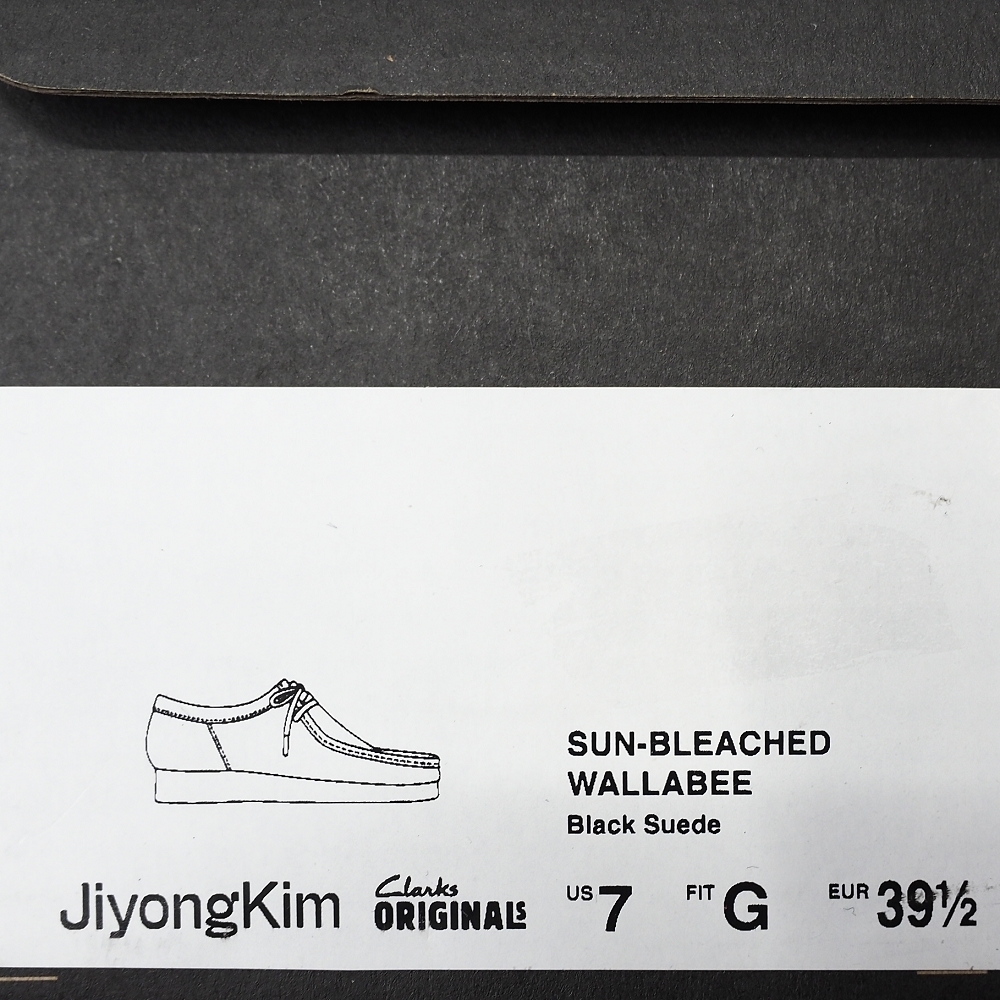 SUN-BLEACHED
WALLABEE
Black Suede
JiyongKim Clarks ORIGINALS US 7 FIT G EUR 39½